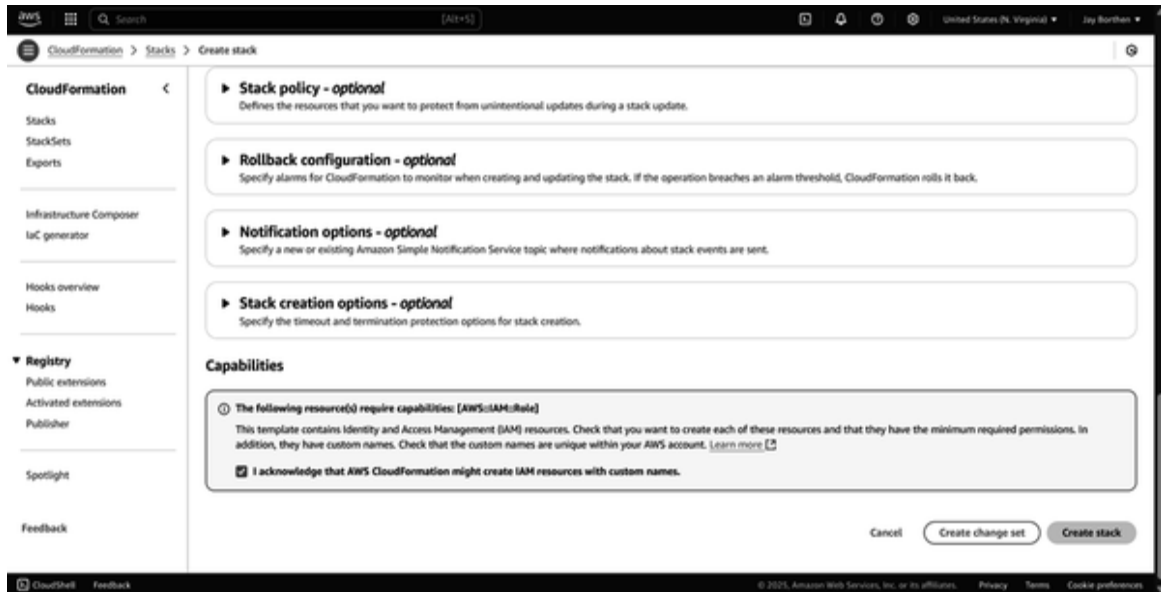 aws
Search
[Alt+S]
United States (N. Virginia)
Jay Borthen
CloudFormation > Stacks > Create stack
CloudFormation
Stacks
StackSets
Exports
Infrastructure Composer
IaC generator
Hooks overview
Hooks
Registry
Public extensions
Activated extensions
Publisher
Spotlight
Feedback
Stack policy - optional
Defines the resources that you want to protect from unintentional updates during a stack update.
Rollback configuration - optional
Specify alarms for CloudFormation to monitor when creating and updating the stack. If the operation breaches an alarm threshold, CloudFormation rolls it back.
Notification options - optional
Specify a new or existing Amazon Simple Notification Service topic where notifications about stack events are sent.
Stack creation options - optional
Specify the timeout and termination protection options for stack creation.
Capabilities
The following resource(s) require capabilities: [AWS::IAM::Role]
This template contains Identity and Access Management (IAM) resources. Check that you want to create each of these resources and that they have the minimum required permissions. In
addition, they have custom names. Check that the custom names are unique within your AWS account. Learn more
I acknowledge that AWS CloudFormation might create IAM resources with custom names.
Cancel
Create change set
Create stack
CloudShell
Feedback
© 2025, Amazon Web Services, Inc. or its affiliates.
Privacy
Terms
Cookie preferences